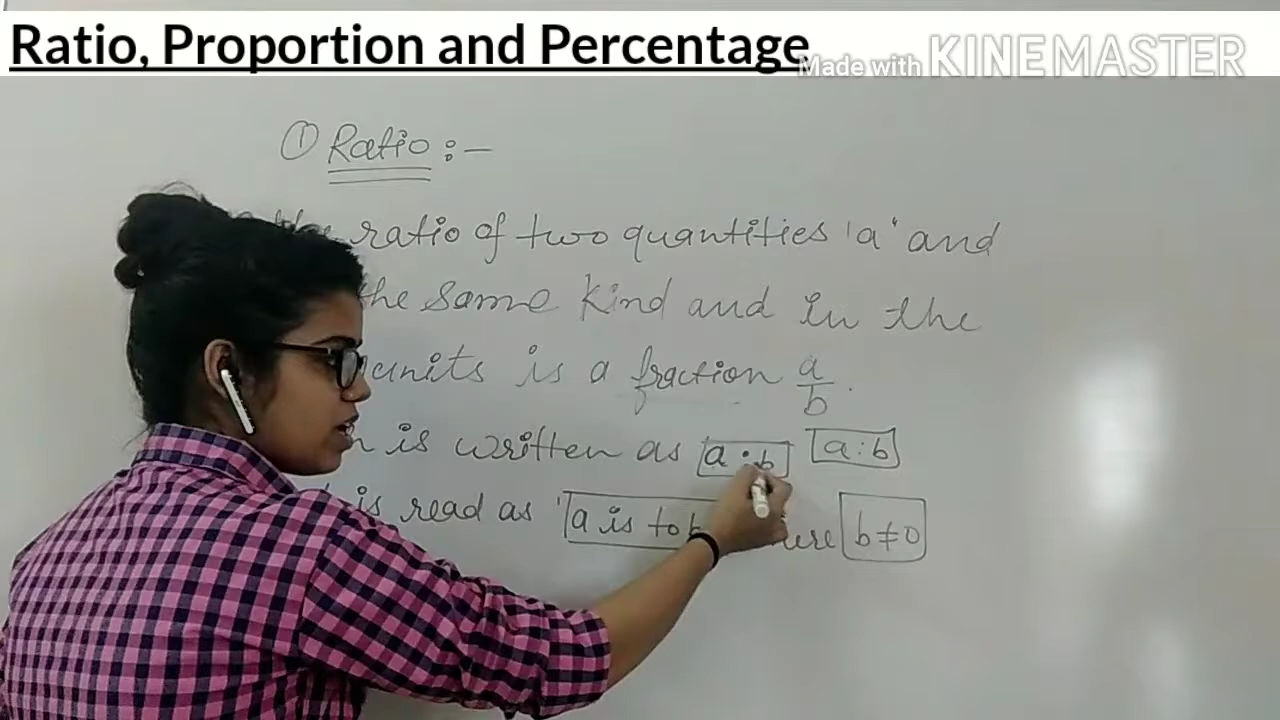 Ratio, Proportion and Percentage
Made with KINEMASTER
① Ratio :-
ratio of two quantities 'a' and
the same kind and in the
units is a fraction a/b.
is written as a : b a : b
is read as 'a is to b b ≠ 0